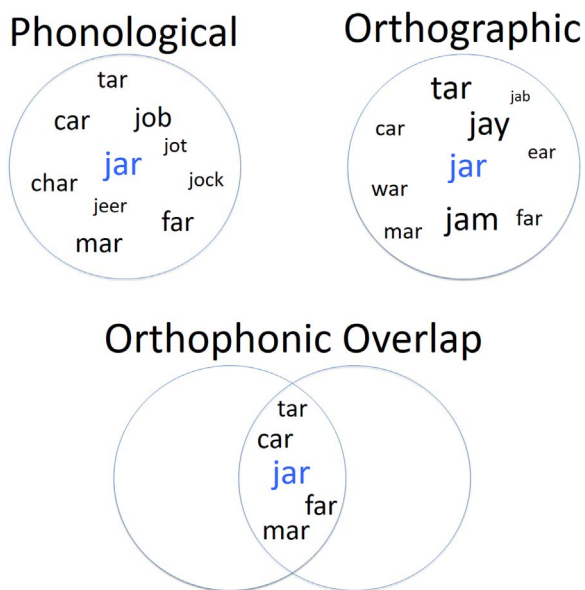 Phonological
tar
car
job
jot
jar
char
jock
jeer
far
mar
Orthographic
tar
jab
jay
car
ear
jar
war
jam
far
mar
Orthophonic Overlap
tar
car
jar
far
mar